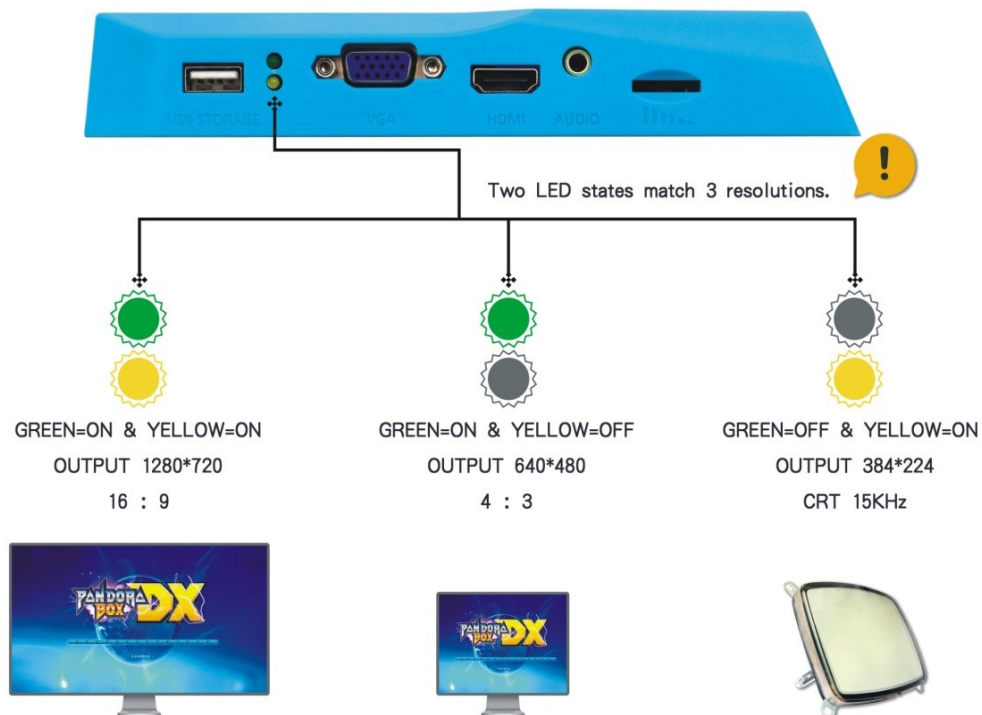 USB STORAGE
VGA
HDMI
AUDIO
!
Two LED states match 3 resolutions.
GREEN=ON & YELLOW=ON
OUTPUT 1280*720
16 : 9
GREEN=ON & YELLOW=OFF
OUTPUT 640*480
4 : 3
GREEN=OFF & YELLOW=ON
OUTPUT 384*224
CRT 15KHz
PANDORA
BOX
DX
Loading
PANDORA
BOX
DX